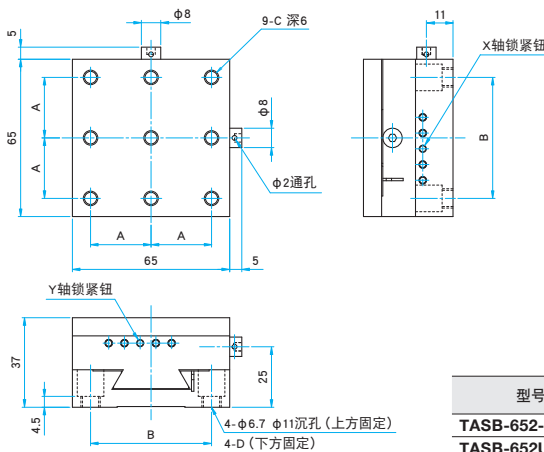 5
φ8
9-C 深6
A
65
A
φ8
φ2通孔
A
A
65
5
11
X轴锁紧钮
B
Y轴锁紧钮
37
25
4.5
B
4-φ6.7 φ11沉孔 (上方固定)
4-D (下方固定)
型号
TASB-652-
TASB-652